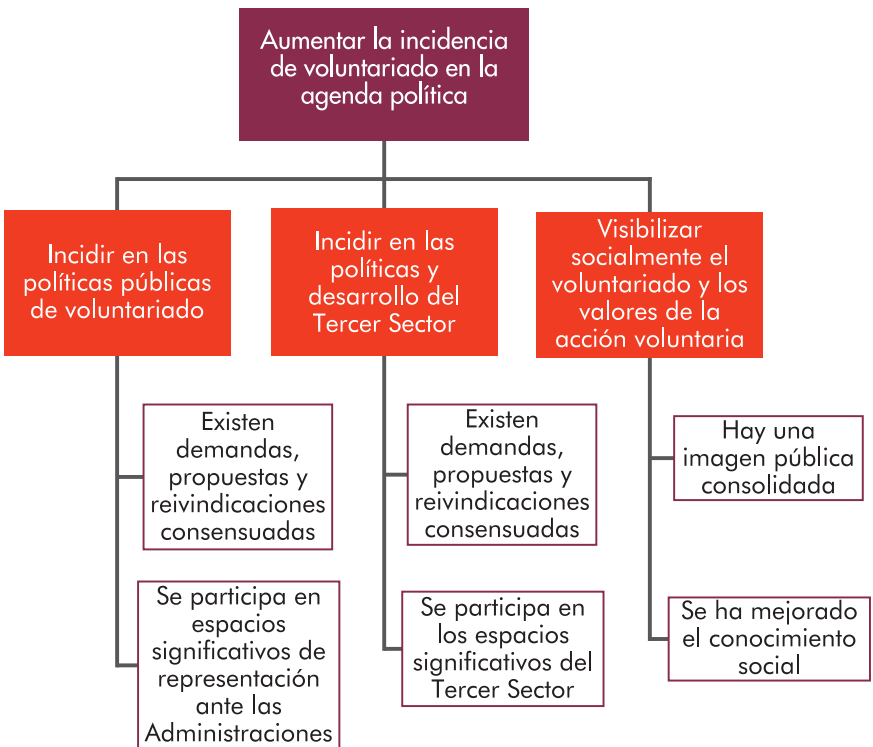 Aumentar la incidencia
de voluntariado en la
agenda política
Incidir en las
políticas públicas
de voluntariado
Incidir en las
políticas y
desarrollo del
Tercer Sector
Visibilizar
socialmente el
voluntariado y los
valores de la
acción voluntaria
Existen
demandas,
propuestas y
reivindicaciones
consensuadas
Existen
demandas,
propuestas y
reivindicaciones
consensuadas
Hay una
imagen pública
consolidada
Se participa en
espacios
significativos de
representación
ante las
Administraciones
Se participa en
los espacios
significativos del
Tercer Sector
Se ha mejorado
el conocimiento
social